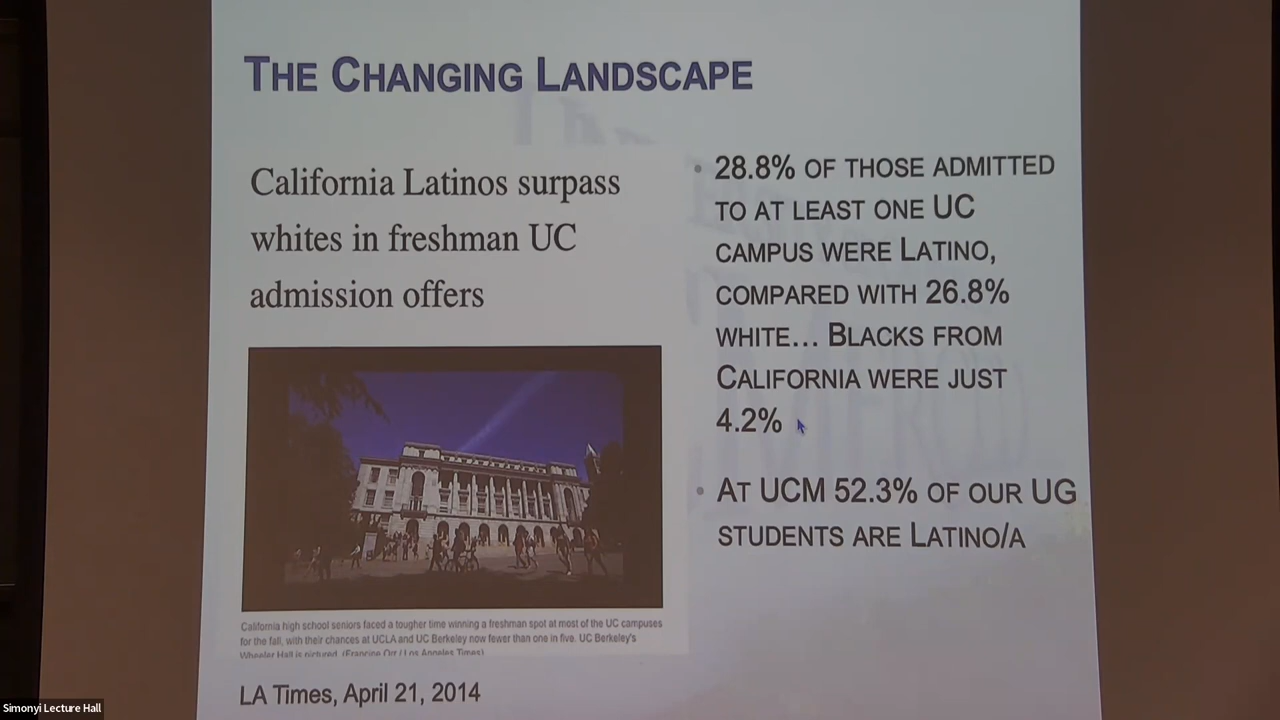 THE CHANGING LANDSCAPE
California Latinos surpass
whites in freshman UC
admission offers
California high school seniors faced a tougher time winning a freshman spot at most of the UC campuses
for the fall, with their chances at UCLA and UC Berkeley now fewer than one in five. UC Berkeley's
Wheeler Hall is pictured. (Francine Orr / Los Angeles Times)
LA Times, April 21, 2014
• 28.8% OF THOSE ADMITTED
TO AT LEAST ONE UC
CAMPUS WERE LATINO,
COMPARED WITH 26.8%
WHITE... BLACKS FROM
CALIFORNIA WERE JUST
4.2%
• AT UCM 52.3% OF OUR UG
STUDENTS ARE LATINO/A
Simonyi Lecture Hall